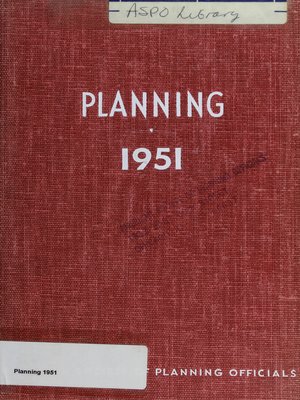 ASPO Library
PLANNING
1951
Planning 1951
PLANNING OFFICIALS